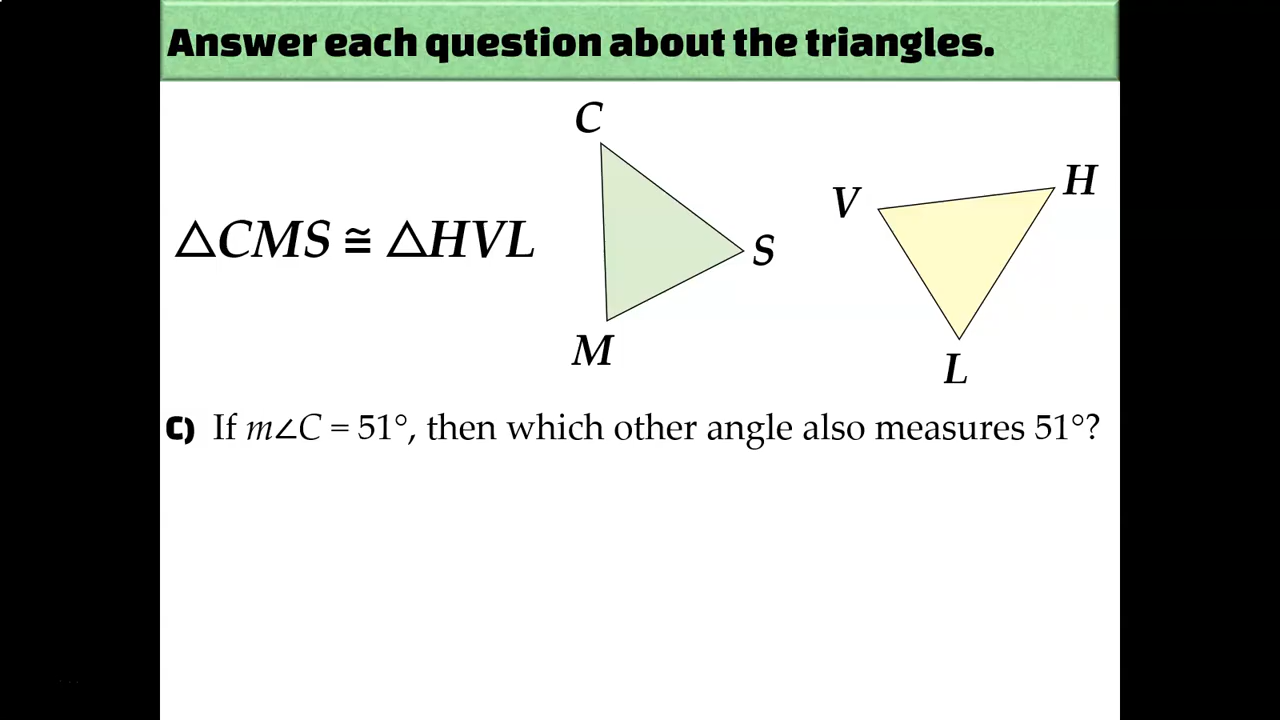 Answer each question about the triangles.
C
H
V
△CMS ≅ △HVL
S
M
L
C) If m∠C = 51°, then which other angle also measures 51°?